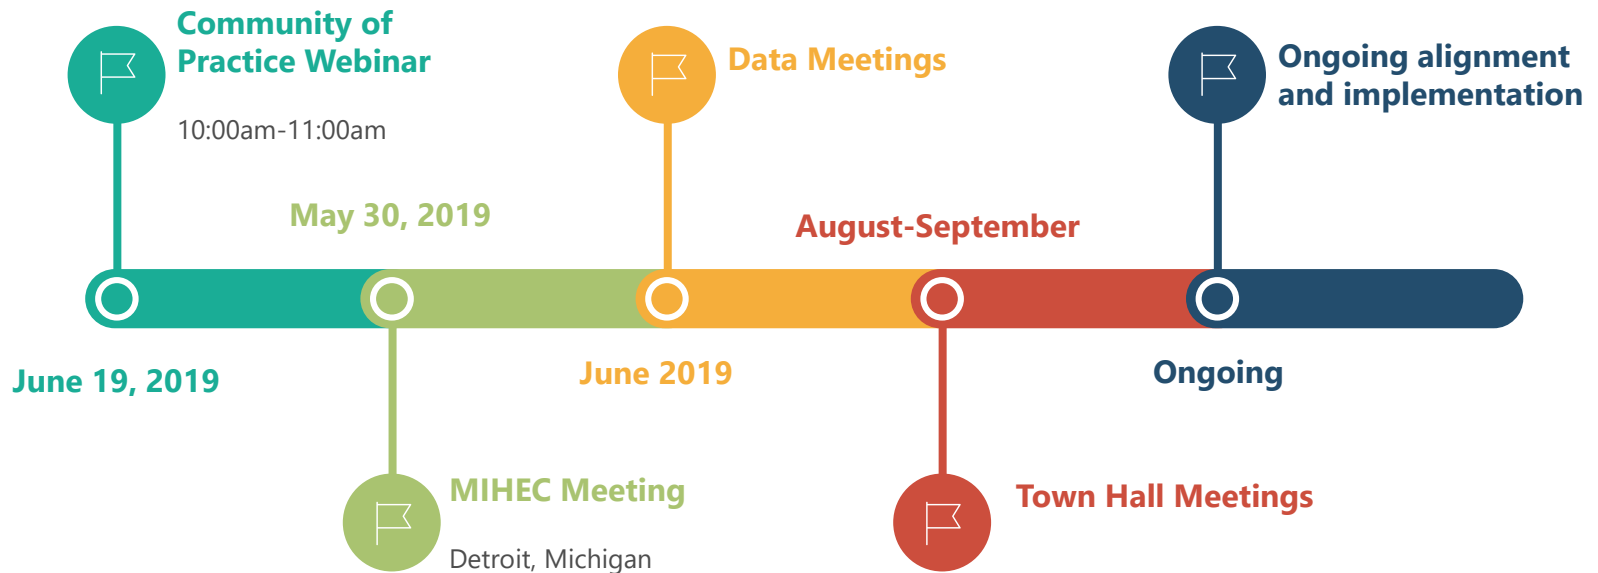 Community of
Practice Webinar
10:00am-11:00am
June 19, 2019
May 30, 2019
MIHEC Meeting
Detroit, Michigan
Data Meetings
June 2019
August-September
Town Hall Meetings
Ongoing alignment
and implementation
Ongoing